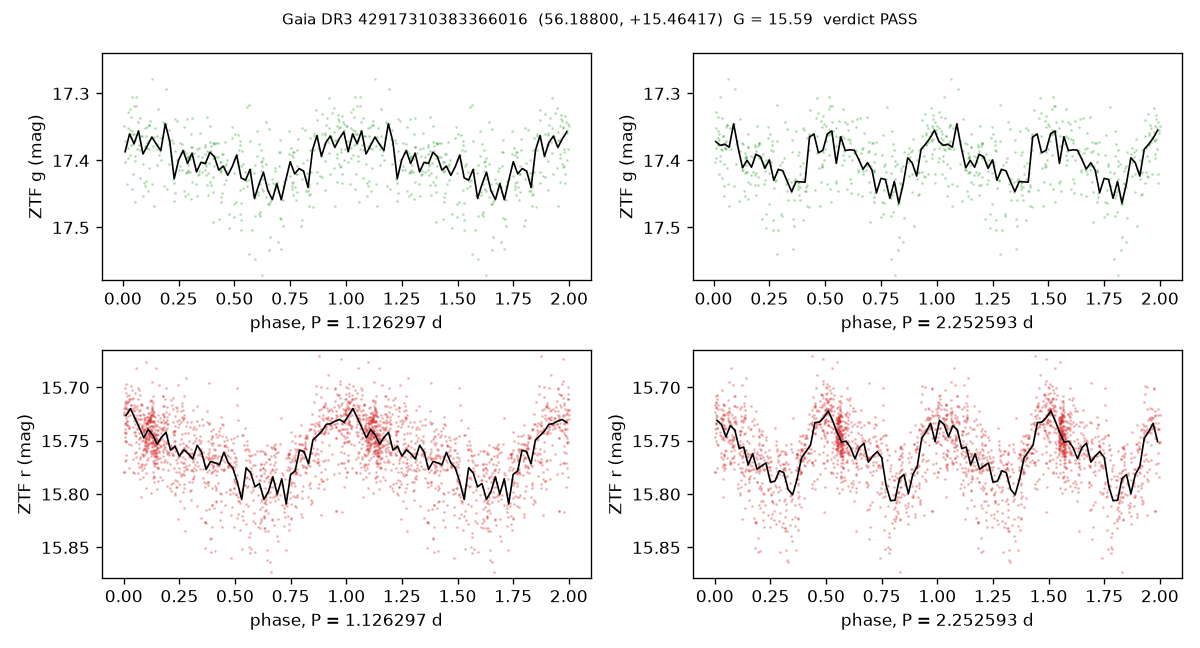 Gaia DR3 42917310383366016 (56.18800, +15.46417) G = 15.59 verdict PASS
ZTF g (mag)
17.3
17.4
17.5
0.00 0.25 0.50 0.75 1.00 1.25 1.50 1.75 2.00
phase, P = 1.126297 d
ZTF g (mag)
17.3
17.4
17.5
0.00 0.25 0.50 0.75 1.00 1.25 1.50 1.75 2.00
phase, P = 2.252593 d
ZTF r (mag)
15.70
15.75
15.80
15.85
0.00 0.25 0.50 0.75 1.00 1.25 1.50 1.75 2.00
phase, P = 1.126297 d
ZTF r (mag)
15.70
15.75
15.80
15.85
0.00 0.25 0.50 0.75 1.00 1.25 1.50 1.75 2.00
phase, P = 2.252593 d